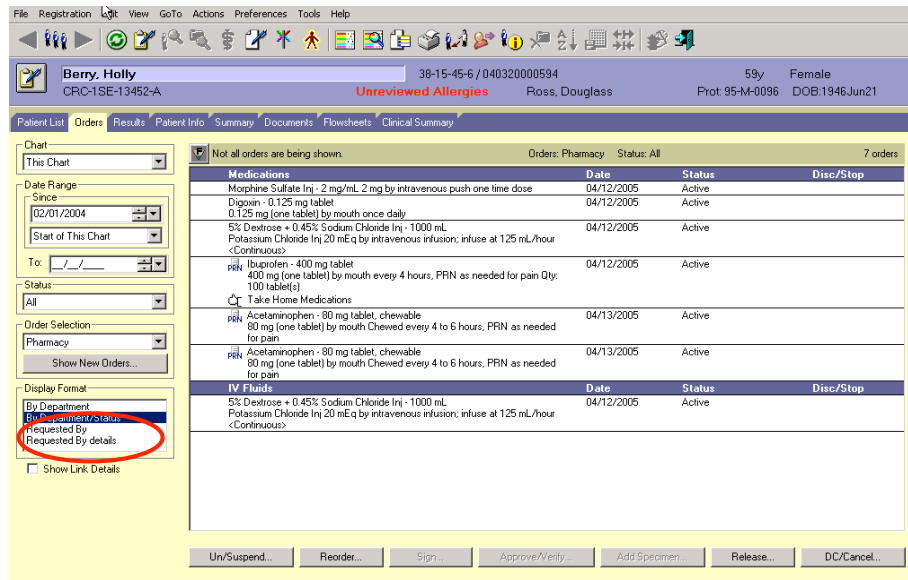 File Registration Edit View GoTo Actions Preferences Tools Help
Berry, Holly 38-15-45-6 / 040320000594 59y Female
CRC-1SE-13452-A Unreviewed Allergies Ross, Douglass Prot: 95-M-0096 DOB:1946Jun21
Patient List Orders Results Patient Info Summary Documents Flowsheets Clinical Summary
Chart
This Chart
Date Range
Since
02/01/2004
Start of This Chart
To: __/__/____
Status
All
Order Selection
Pharmacy
Show New Orders...
Display Format
By Department
By Department/Status
Requested By
Requested By details
Show Link Details
Not all orders are being shown. Orders: Pharmacy Status: All 7 orders
Medications Date Status Disc/Stop
Morphine Sulfate Inj - 2 mg/mL 2 mg by intravenous push one time dose 04/12/2005 Active
Digoxin - 0.125 mg tablet 04/12/2005 Active
0.125 mg (one tablet) by mouth once daily
5% Dextrose + 0.45% Sodium Chloride Inj - 1000 mL 04/12/2005 Active
Potassium Chloride Inj 20 mEq by intravenous infusion; infuse at 125 mL/hour
<Continuous>
PRN Ibuprofen - 400 mg tablet 04/12/2005 Active
400 mg (one tablet) by mouth every 4 hours, PRN as needed for pain Qty:
100 tablet(s)
Take Home Medications
PRN Acetaminophen - 80 mg tablet, chewable 04/13/2005 Active
80 mg (one tablet) by mouth Chewed every 4 to 6 hours, PRN as needed
for pain
PRN Acetaminophen - 80 mg tablet, chewable 04/13/2005 Active
80 mg (one tablet) by mouth Chewed every 4 to 6 hours, PRN as needed
for pain
IV Fluids Date Status Disc/Stop
5% Dextrose + 0.45% Sodium Chloride Inj - 1000 mL 04/12/2005 Active
Potassium Chloride Inj 20 mEq by intravenous infusion; infuse at 125 mL/hour
<Continuous>
Un/Suspend... Reorder... Sign... Approve/Verify... Add Specimen... Release... DC/Cancel...